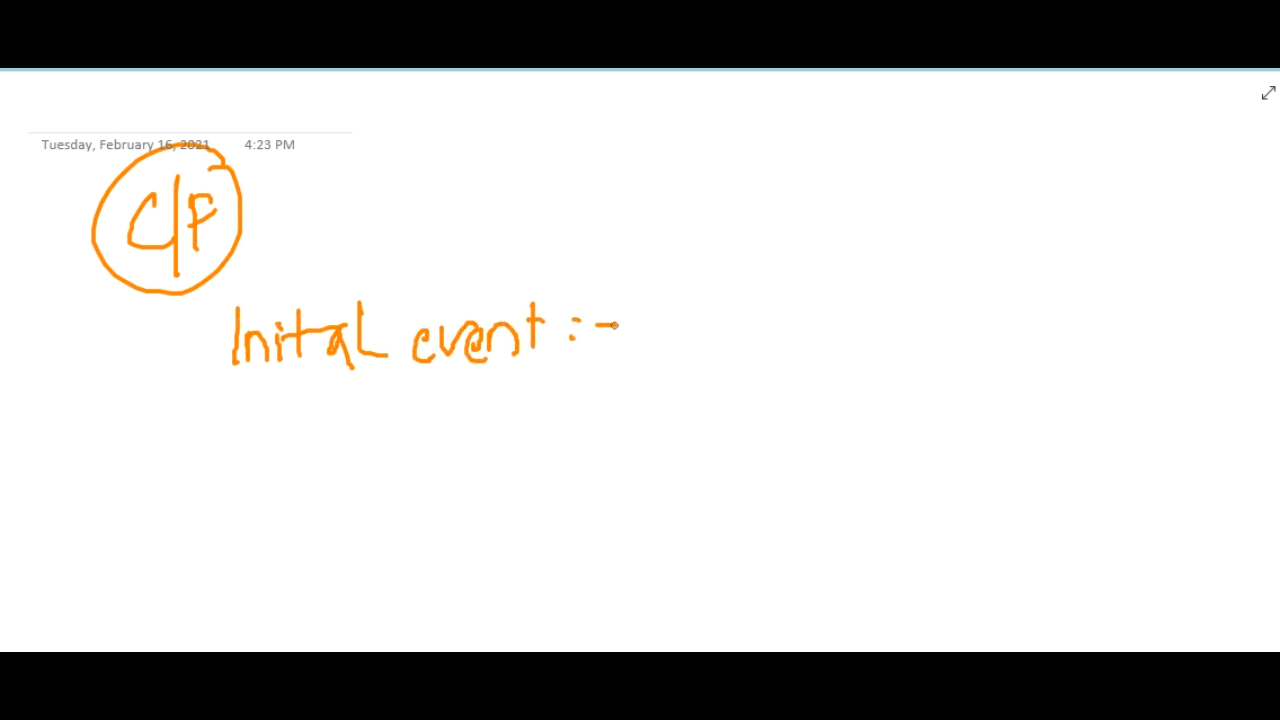 Tuesday, February 16, 2021 4:23 PM
C/F
Inital event :-